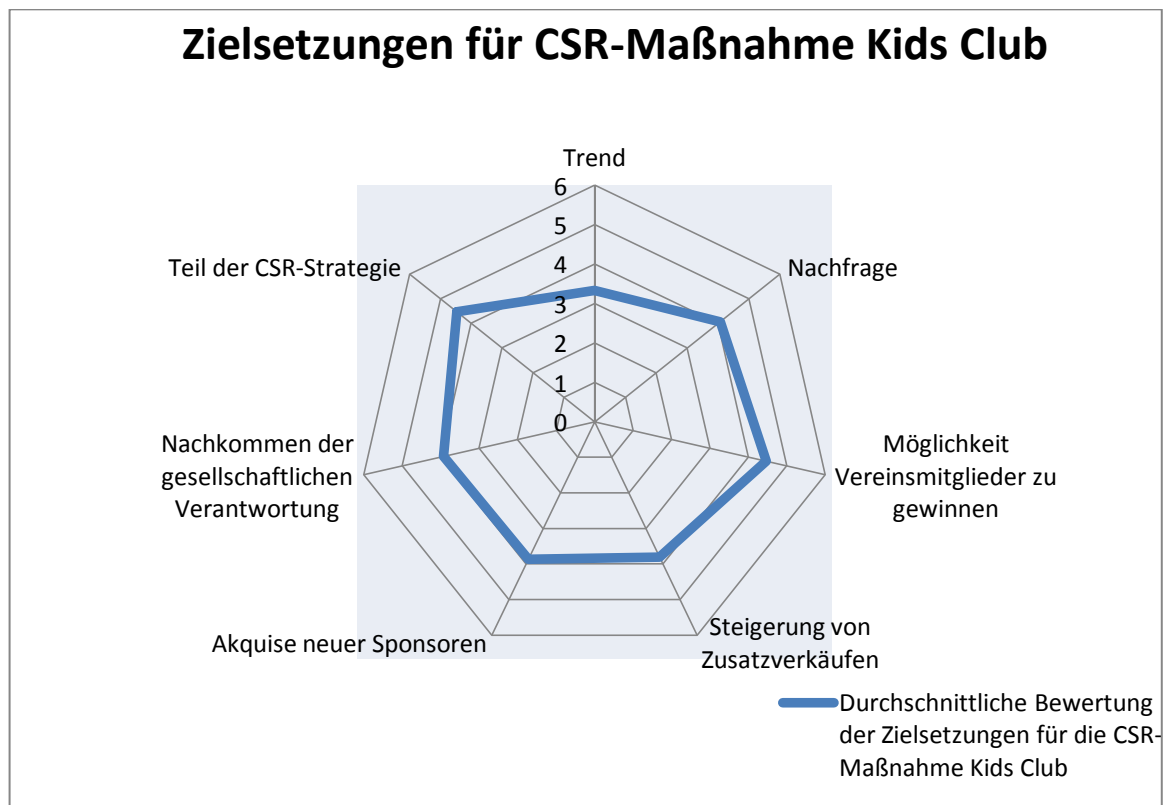 Zielsetzungen für CSR-Maßnahme Kids Club
Trend
6
5
4
3
2
1
0
Nachfrage
Möglichkeit
Vereinsmitglieder zu
gewinnen
Steigerung von
Zusatzverkäufen
Akquise neuer Sponsoren
Nachkommen der
gesellschaftlichen
Verantwortung
Teil der CSR-Strategie
Durchschnittliche Bewertung
der Zielsetzungen für die CSR-
Maßnahme Kids Club